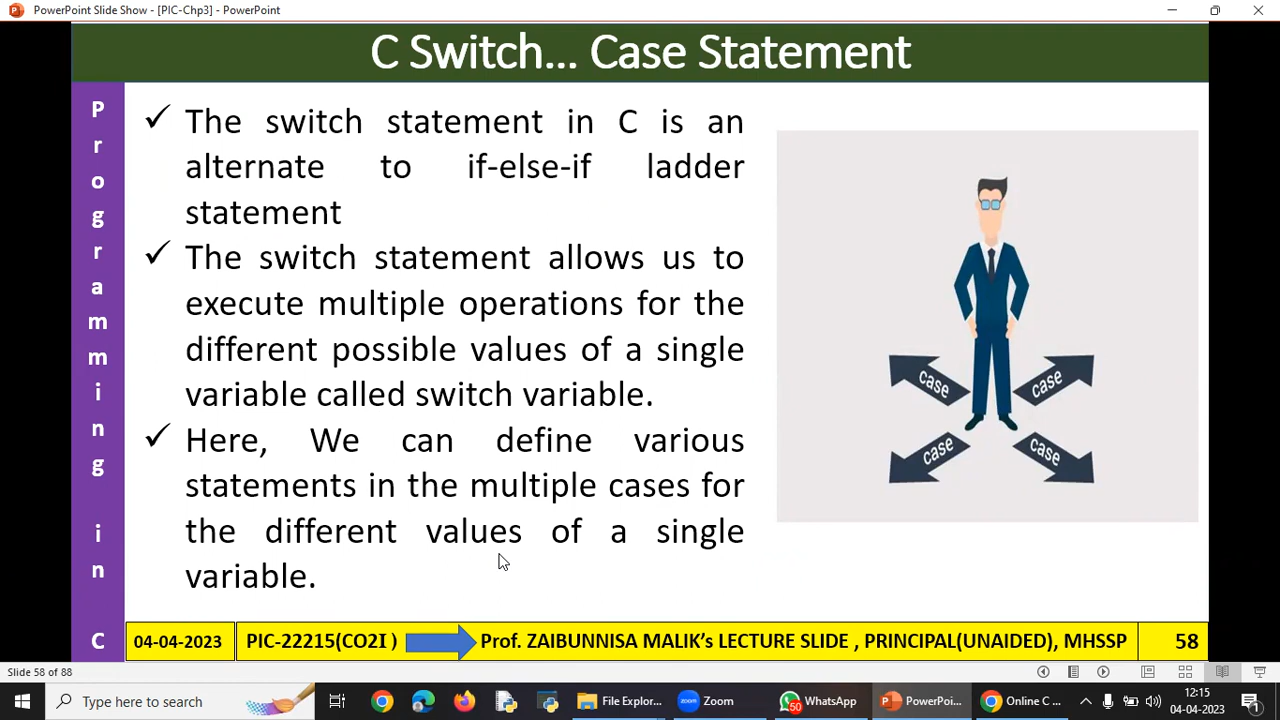 PowerPoint Slide Show - [PIC-Chp3] - PowerPoint
C Switch... Case Statement
Programming in C
✓ The switch statement in C is an
alternate to if-else-if ladder
statement
✓ The switch statement allows us to
execute multiple operations for the
different possible values of a single
variable called switch variable.
✓ Here, We can define various
statements in the multiple cases for
the different values of a single
variable.
case
case
case
case
04-04-2023 PIC-22215(CO2I ) Prof. ZAIBUNNISA MALIK's LECTURE SLIDE , PRINCIPAL(UNAIDED), MHSSP 58
Slide 58 of 88
Type here to search File Explor... Zoom 50 WhatsApp PowerPoi... Online C ... 12:15
04-04-2023 1